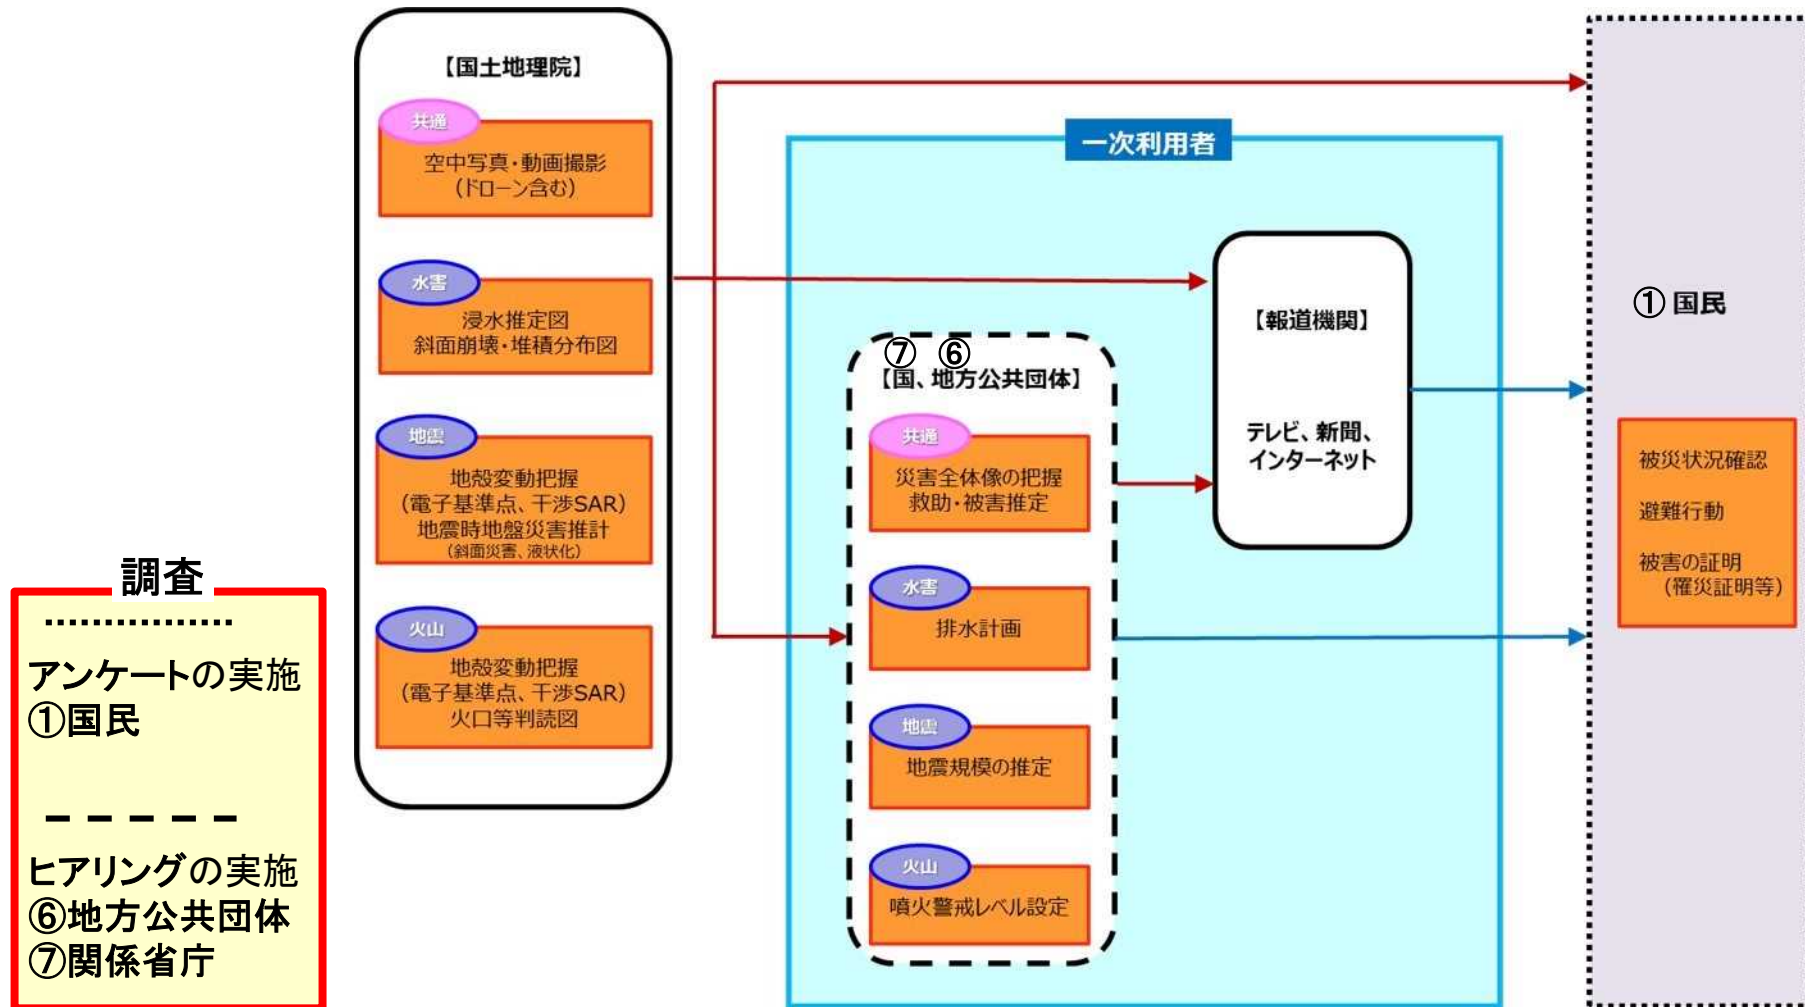 【国土地理院】
共通
空中写真・動画撮影
(ドローン含む)
水害
浸水推定図
斜面崩壊・堆積分布図
地震
地殻変動把握
(電子基準点、干渉SAR)
地震時地盤災害推計
(斜面災害、液状化)
火山
地殻変動把握
(電子基準点、干渉SAR)
火口等判読図
調査
アンケートの実施
①国民
ヒアリングの実施
⑥地方公共団体
⑦関係省庁
一次利用者
⑦ ⑥
【国、地方公共団体】
共通
災害全体像の把握
救助・被害推定
水害
排水計画
地震
地震規模の推定
火山
噴火警戒レベル設定
【報道機関】
テレビ、新聞、
インターネット
① 国民
被災状況確認
避難行動
被害の証明
(罹災証明等)